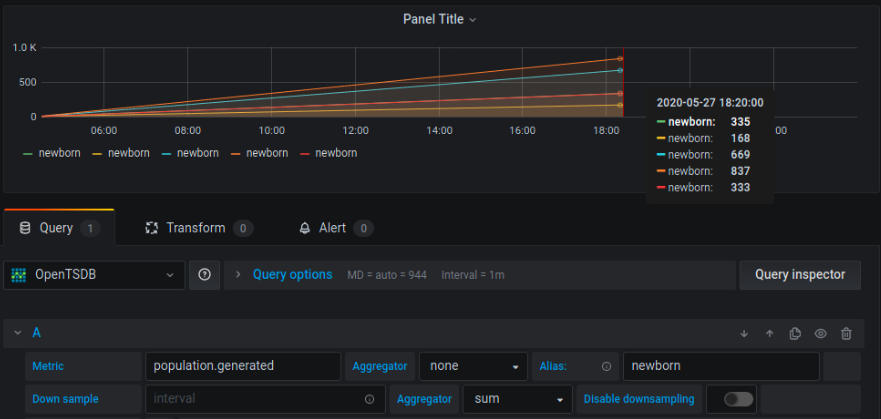 Panel Title
1.0 K
500
0
06:00 08:00 10:00 12:00 14:00 16:00 18:00 :00
newborn newborn newborn newborn newborn
2020-05-27 18:20:00
newborn: 335
newborn: 168
newborn: 669
newborn: 837
newborn: 333
Query 1 Transform 0 Alert 0
OpenTSDB ? > Query options MD = auto = 944 Interval = 1m Query inspector
A
Metric population.generated Aggregator none Alias: newborn
Down sample interval Aggregator sum Disable downsampling